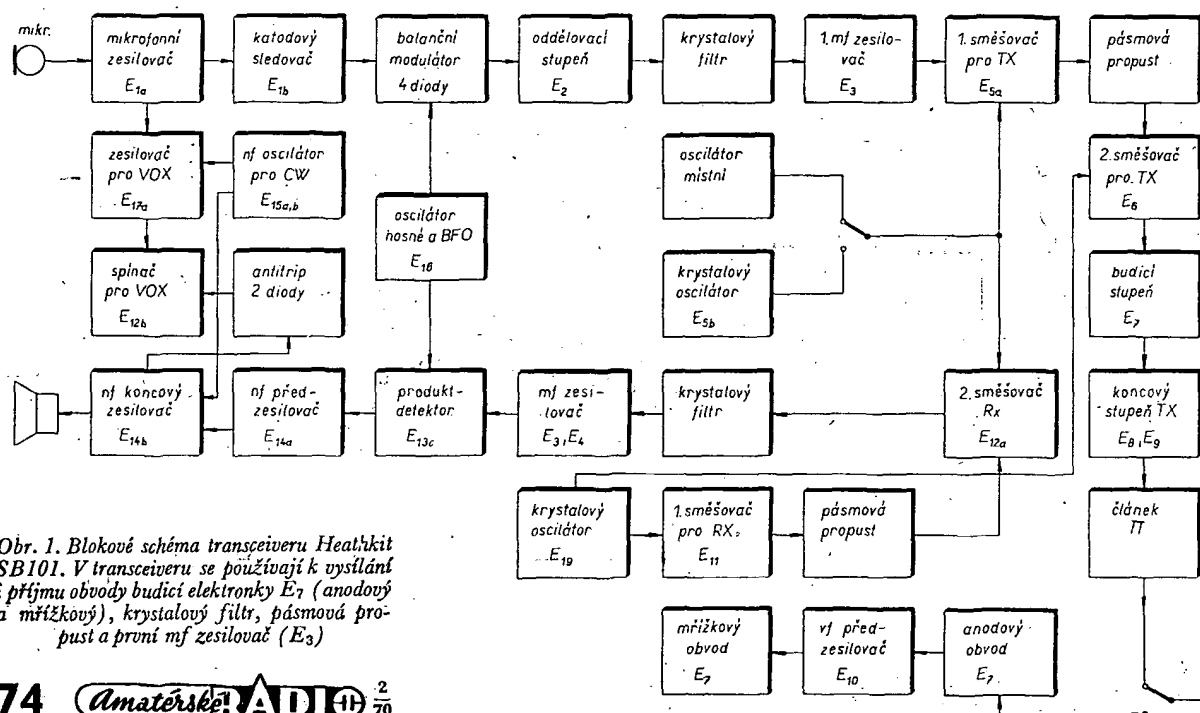 mikr.
mikrofonní
zesilovač
E1a
katodový
sledovač
E1b
balanční
modulátor
4 diody
oddělovací
stupeň
E2
krystalový
filtr
1. mf zesilo-
vač
E3
1. směšovač
pro TX
E5a
pásmová
propust
zesilovač
pro VOX
E17a
nf oscilátor
pro CW
E15a,b
oscilátor
nosné a BFO
E16
oscilátor
místní
2. směšovač
pro TX
E6
spínač
pro VOX
E12b
antitrip
2 diody
krystalový
oscilátor
E5b
budicí
stupeň
E7
nf koncový
zesilovač
E14b
nf před-
zesilovač
E14a
produkt-
detektor
E13c
mf zesi-
lovač
E3, E4
krystalový
filtr
2. směšovač
Rx
E12a
koncový
stupeň TX
E8, E9
krystalový
oscilátor
E19
1. směšovač
pro RX
E11
pásmová
propust
článek
Π
mřížkový
obvod
E7
vf před-
zesilovač
E10
anodový
obvod
E7
Obr. 1. Blokové schéma transceiveru Heathkit
SB101. V transceiveru se používají k vysílání
příjmu obvody budicí elektronky E7 (anodový
a mřížkový), krystalový filtr, pásmová pro-
pust a první mf zesilovač (E3)
74 Amatérské! RADIO 2/70